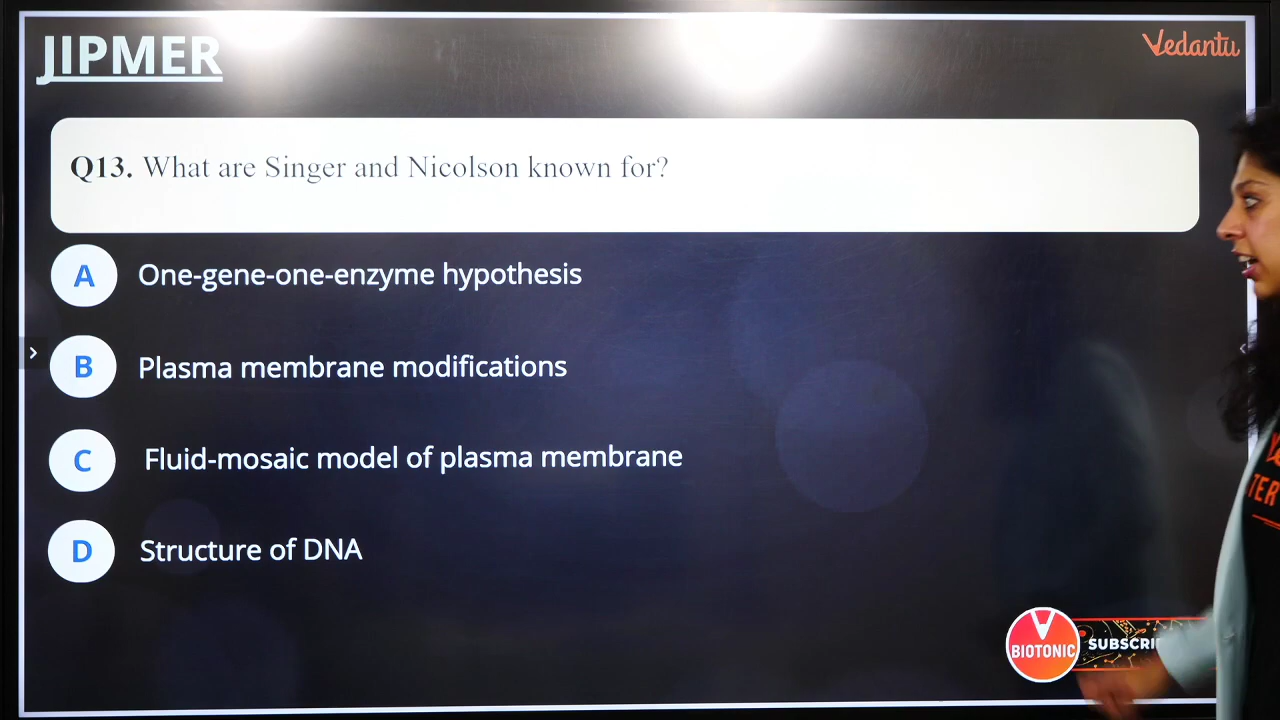 JIPMER
Vedantu
Q13. What are Singer and Nicolson known for?
A One-gene-one-enzyme hypothesis
B Plasma membrane modifications
C Fluid-mosaic model of plasma membrane
D Structure of DNA
BIOTONIC